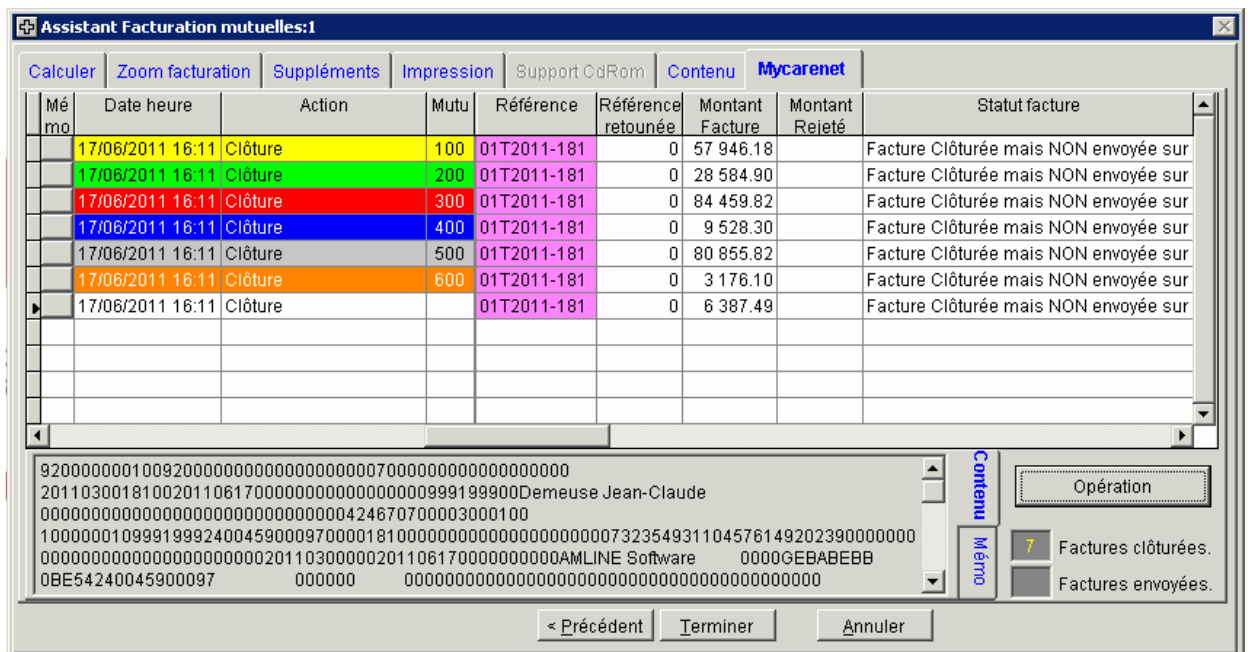 Assistant Facturation mutuelles:1
Calculer Zoom facturation Suppléments Impression Support CdRom Contenu Mycarenet
Mé mo Date heure Action Mutu Référence Référence retounée Montant Facture Montant Rejeté Statut facture
17/06/2011 16:11 Clôture 100 01T2011-181 0 57 946.18 Facture Clôturée mais NON envoyée sur
17/06/2011 16:11 Clôture 200 01T2011-181 0 28 584.90 Facture Clôturée mais NON envoyée sur
17/06/2011 16:11 Clôture 300 01T2011-181 0 84 459.82 Facture Clôturée mais NON envoyée sur
17/06/2011 16:11 Clôture 400 01T2011-181 0 9 528.30 Facture Clôturée mais NON envoyée sur
17/06/2011 16:11 Clôture 500 01T2011-181 0 80 855.82 Facture Clôturée mais NON envoyée sur
17/06/2011 16:11 Clôture 600 01T2011-181 0 3 176.10 Facture Clôturée mais NON envoyée sur
17/06/2011 16:11 Clôture 01T2011-181 0 6 387.49 Facture Clôturée mais NON envoyée sur
920000000100920000000000000000000700000000000000000
2011030018100201106170000000000000000999199900Demeuse Jean-Claude
0000000000000000000000000000004246707000030001​00
1000000109991999240045900097000018100000000000000000000073235493110457614920239​0000000
0000000000000000000000020110300000201106170000000000AMLINE Software 0000GEBABEBB
0BE54240045900097 000000 0000000000000000000000000000000000000000
Contenu
Mémo
Opération
7 Factures clôturées.
Factures envoyées.
< Précédent Terminer Annuler